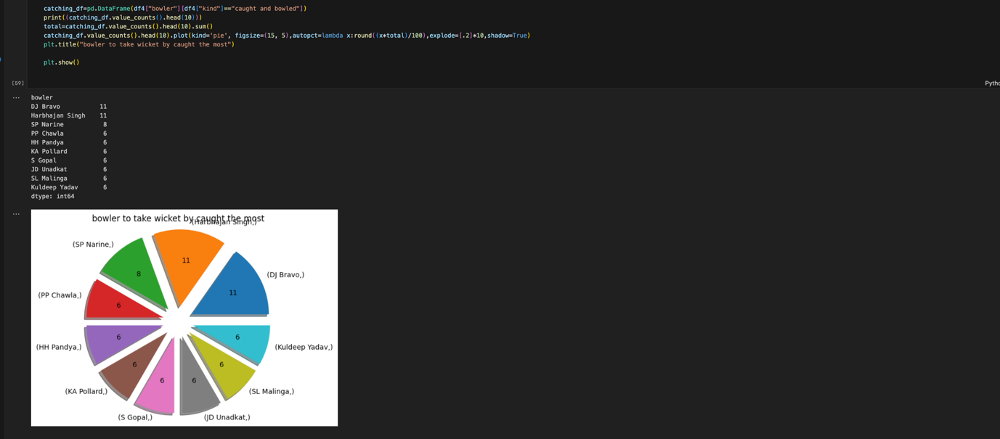 catching_df=pd.DataFrame(df4["bowler"][df4["kind"]=="caught and bowled"])
print((catching_df.value_counts().head(10)))
total=catching_df.value_counts().head(10).sum()
catching_df.value_counts().head(10).plot(kind='pie', figsize=(15, 5),autopct=lambda x:round((x*total)/100),explode=[.2]*10,shadow=True)
plt.title("bowler to take wicket by caught the most")
plt.show()
[59]
Pytho
...
bowler
DJ Bravo 11
Harbhajan Singh 11
SP Narine 8
PP Chawla 6
HH Pandya 6
KA Pollard 6
S Gopal 6
JD Unadkat 6
SL Malinga 6
Kuldeep Yadav 6
dtype: int64
...
bowler to take wicket by caught the most
(Harbhajan Singh,)
(SP Narine,)
11
8
(DJ Bravo,)
11
(PP Chawla,)
6
6
6
(HH Pandya,)
(Kuldeep Yadav,)
6
6
6
6
(KA Pollard,)
(SL Malinga,)
(S Gopal,)
(JD Unadkat,)